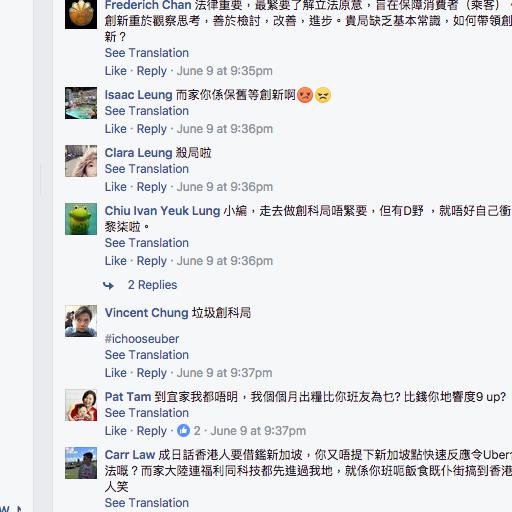 Frederich Chan 法律重要，最緊要了解立法原意，旨在保障消費者（乘客）。
創新重於觀察思考，善於檢討，改善，進步。貴局缺乏基本常識，如何帶領創
新？
See Translation
Like · Reply · June 9 at 9:35pm
Isaac Leung 而家你係保舊等創新啊😡😠
See Translation
Like · Reply · June 9 at 9:36pm
Clara Leung 殺局啦
See Translation
Like · Reply · June 9 at 9:36pm
Chiu Ivan Yeuk Lung 小編，走去做創科局唔緊要，但有D野，就唔好自己衝
黎柒啦。
See Translation
Like · Reply · June 9 at 9:36pm
2 Replies
Vincent Chung 垃圾創科局
#ichooseuber
See Translation
Like · Reply · June 9 at 9:37pm
Pat Tam 到宜家我都唔明，我個個月出糧比你班友為乜? 比錢你地響度9 up?
See Translation
Like · Reply · 2 · June 9 at 9:37pm
Carr Law 成日話香港人要借鑑新加坡，你又唔提下新加坡點快速反應令Uber
法嘅？而家大陸連福利同科技都先進過我地，就係你班呃飯食既仆街搞到香港
人笑
See Translation